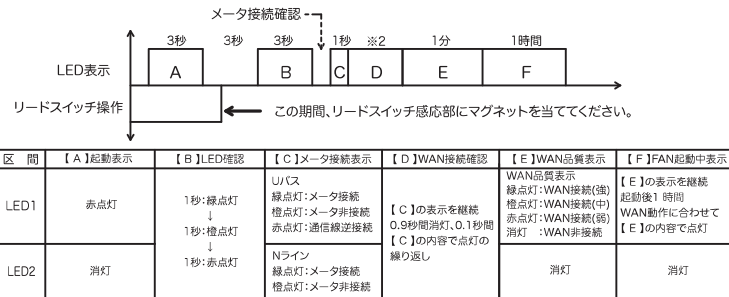 メータ接続確認
3秒 3秒 3秒 1秒 ※2 1分 1時間
LED表示
A B C D E F
リードスイッチ操作
この期間、リードスイッチ感応部にマグネットを当ててください。
区 間 【A】起動表示 【B】LED確認 【C】メータ接続表示 【D】WAN接続確認 【E】WAN品質表示 【F】FAN起動中表示
LED1
赤点灯
1秒:緑点灯
↓
1秒:橙点灯
↓
1秒:赤点灯
Uバス
緑点灯:メータ接続
橙点灯:メータ非接続
赤点灯:通信線逆接続
【C】の表示を継続
0.9秒間消灯、0.1秒間
【C】の内容で点灯の
繰り返し
WAN品質表示
緑点灯:WAN接続(強)
橙点灯:WAN接続(中)
赤点灯:WAN接続(弱)
消灯 :WAN非接続
【E】の表示を継続
起動後1時間
WAN動作に合わせて
【E】の内容で点灯
LED2
消灯
Nライン
緑点灯:メータ接続
橙点灯:メータ非接続
消灯
消灯